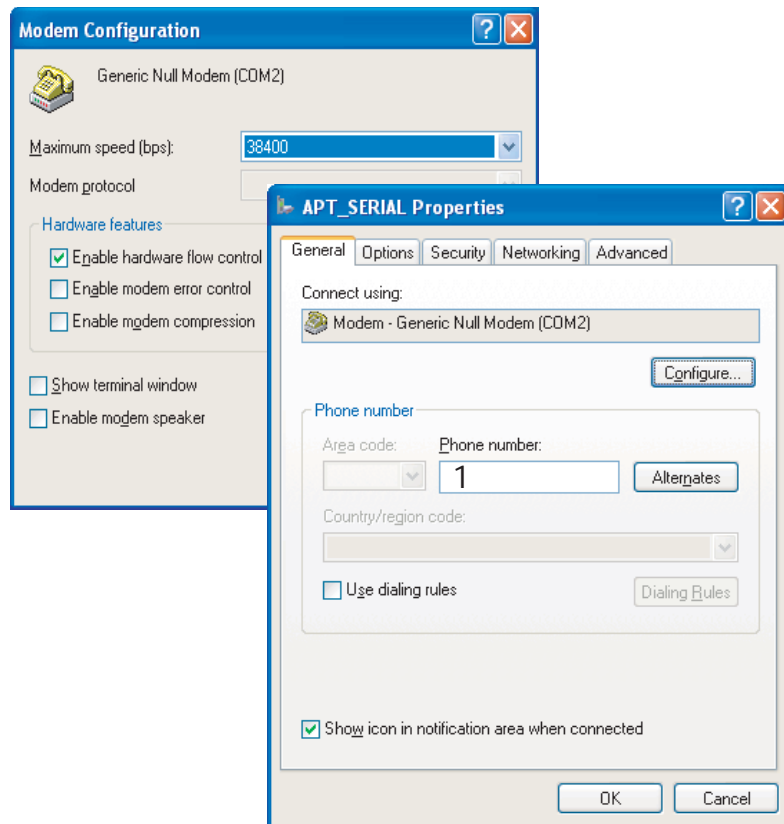 Modem Configuration
Generic Null Modem (COM2)
Maximum speed (bps):
38400
Modem protocol
Hardware features
Enable hardware flow control
Enable modem error control
Enable modem compression
Show terminal window
Enable modem speaker
APT_SERIAL Properties
General Options Security Networking Advanced
Connect using:
Modem - Generic Null Modem (COM2)
Configure...
Phone number
Area code: Phone number:
1
Alternates
Country/region code:
Use dialing rules
Dialing Rules
Show icon in notification area when connected
OK Cancel